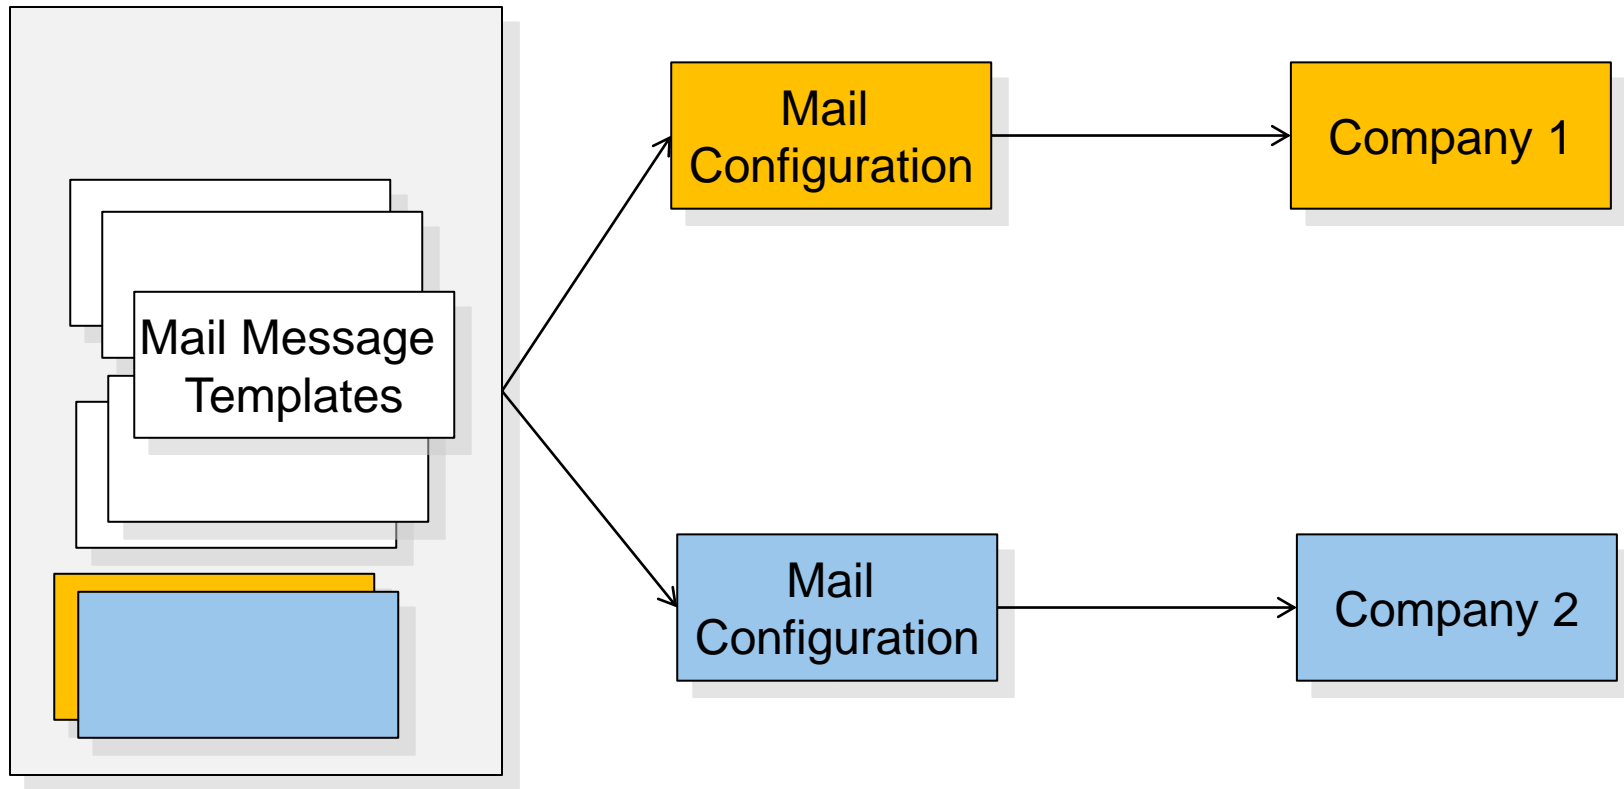 Mail Message
Templates
Mail
Configuration
Company 1
Mail
Configuration
Company 2